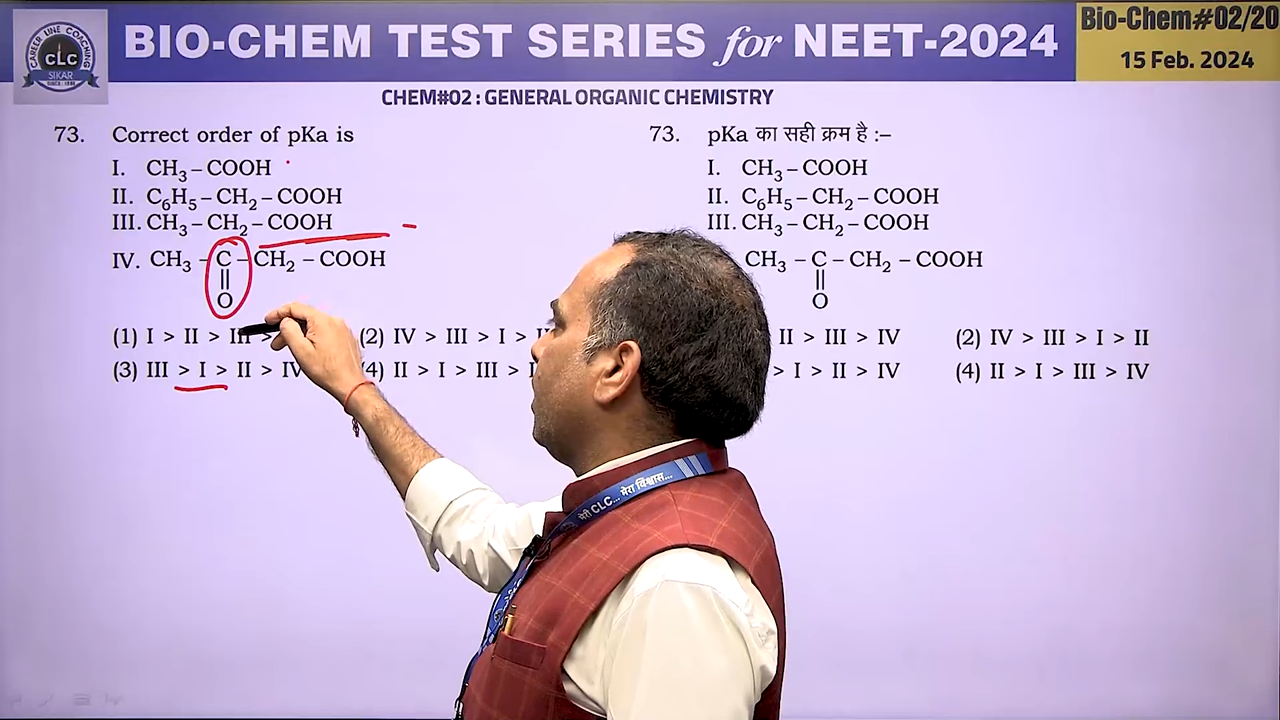 CAREER LINE COACHING
CLC
SIKAR
SINCE : 1996
BIO-CHEM TEST SERIES for NEET-2024
Bio-Chem#02/20
15 Feb. 2024
CHEM#02 : GENERAL ORGANIC CHEMISTRY
73. Correct order of pKa is
I. CH₃ – COOH
II. C₆H₅ – CH₂ – COOH
III. CH₃ – CH₂ – COOH
IV. CH₃ – C – CH₂ – COOH
||
O
(1) I > II > III >
(2) IV > III > I >
(3) III > I > II > IV
(4) II > I > III >
73. pKa का सही क्रम है :–
I. CH₃ – COOH
II. C₆H₅ – CH₂ – COOH
III. CH₃ – CH₂ – COOH
CH₃ – C – CH₂ – COOH
||
O
II > III > IV
(2) IV > III > I > II
> I > II > IV
(4) II > I > III > IV
मेरी CLC... मेरा विश्वास...